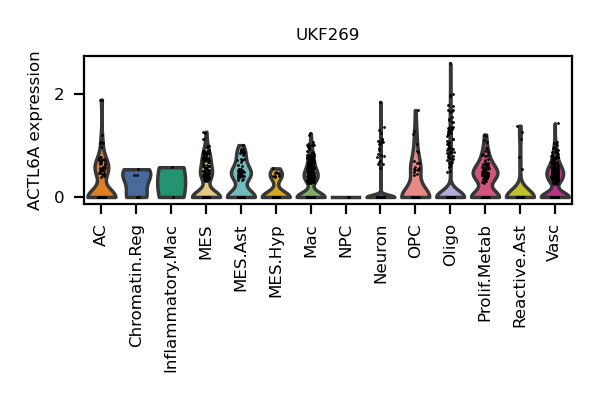 UKF269
ACTL6A expression
2
0
AC
Chromatin.Reg
Inflammatory.Mac
MES
MES.Ast
MES.Hyp
Mac
NPC
Neuron
OPC
Oligo
Prolif.Metab
Reactive.Ast
Vasc